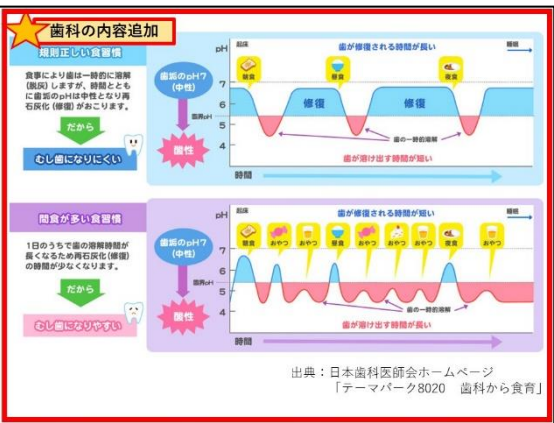 歯科の内容追加
規則正しい食習慣
食事により歯は一時的に溶解
(脱灰)しますが、時間ととも
に歯垢のpHは中性となり再
石灰化(修復)がおこります。
だから
むし歯になりにくい
歯垢のpH7
(中性)
酸性
pH
起床
歯が修復される時間が長い
睡眠
朝食
昼食
夜食
7
6
臨界pH
5
4
修復
修復
歯の一時的溶解
歯が溶け出す時間が短い
時間
間食が多い食習慣
1日のうちで歯の溶解時間が
長くなるため再石灰化(修復)
の時間が少なくなります。
だから
むし歯になりやすい
歯垢のpH7
(中性)
酸性
pH
起床
歯が修復される時間が短い
睡眠
朝食
おやつ
おやつ
昼食
おやつ
おやつ
おやつ
夜食
おやつ
7
6
臨界pH
5
4
歯の一時的溶解
歯が溶け出す時間が長い
時間
出典：日本歯科医師会ホームページ
「テーマパーク8020　歯科から食育」